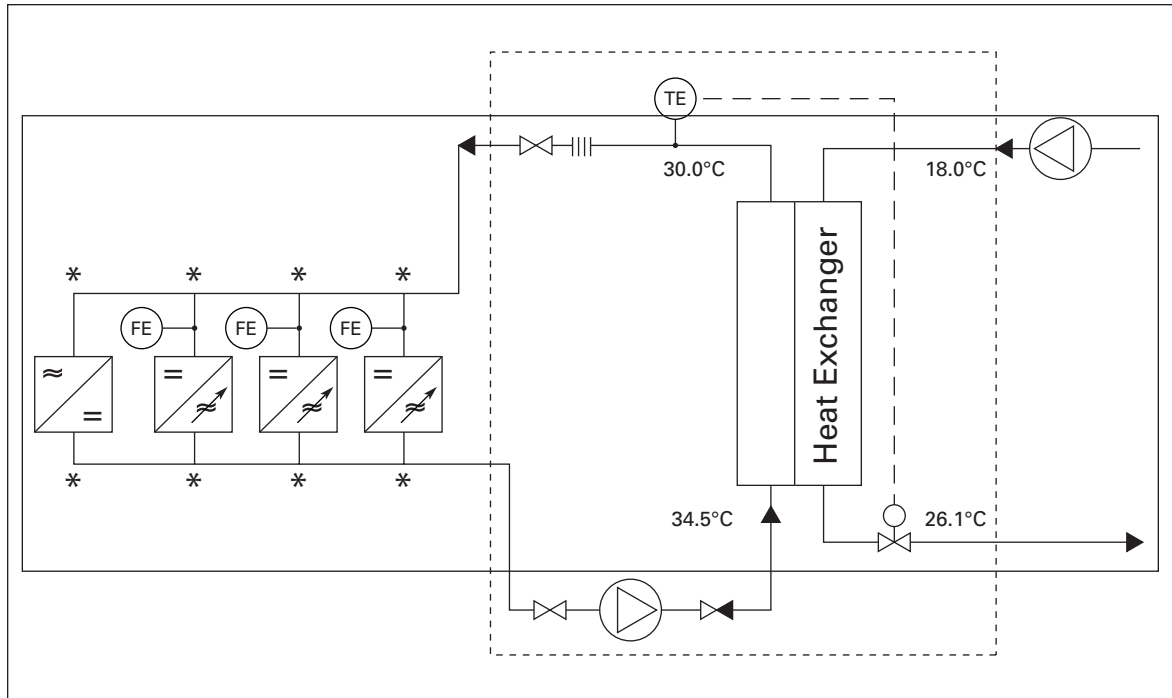 TE
30.0°C
18.0°C
* * * *
FE FE FE
≈ = = = =
= ≈ ≈ ≈
* * * *
Heat Exchanger
34.5°C
26.1°C